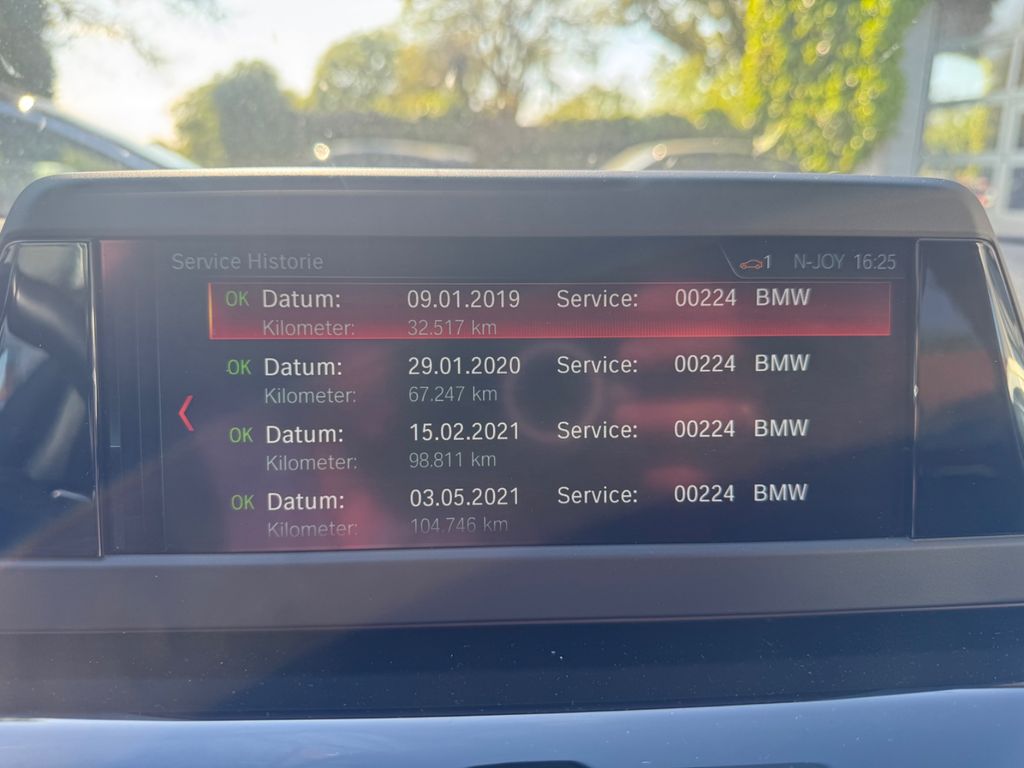 Service Historie 1 N-JOY 16:25
OK Datum: 09.01.2019 Service: 00224 BMW
Kilometer: 32.517 km
OK Datum: 29.01.2020 Service: 00224 BMW
Kilometer: 67.247 km
OK Datum: 15.02.2021 Service: 00224 BMW
Kilometer: 98.811 km
OK Datum: 03.05.2021 Service: 00224 BMW
Kilometer: 104.746 km